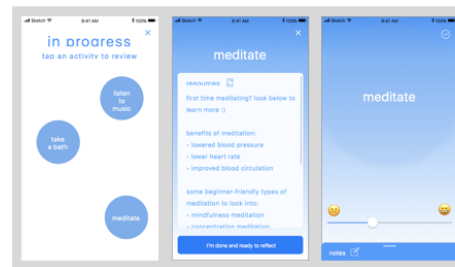 Sketch 9:41 AM 100%
in progress
tap an activity to review
listen
to
music
take
a bath
meditate
Sketch 9:41 AM 100%
meditate
resources:
first time meditating? look below to
learn more :)
benefits of meditation:
- lowered blood pressure
- lower heart rate
- improved blood circulation
some beginner-friendly types of
meditation to look into:
- mindfulness meditation
- concentration meditation
I'm done and ready to reflect
Sketch 9:41 AM 100%
meditate
notes